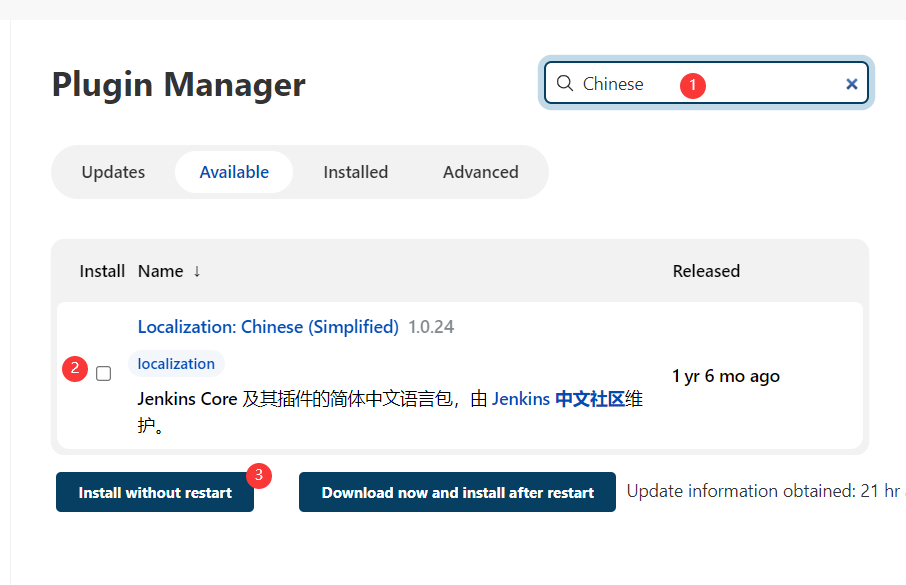 Plugin Manager
Chinese
1
Updates
Available
Installed
Advanced
Install Name ↓ Released
Localization: Chinese (Simplified) 1.0.24
2
localization
1 yr 6 mo ago
Jenkins Core 及其插件的简体中文语言包，由 Jenkins 中文社区维
护。
3
Install without restart
Download now and install after restart
Update information obtained: 21 hr